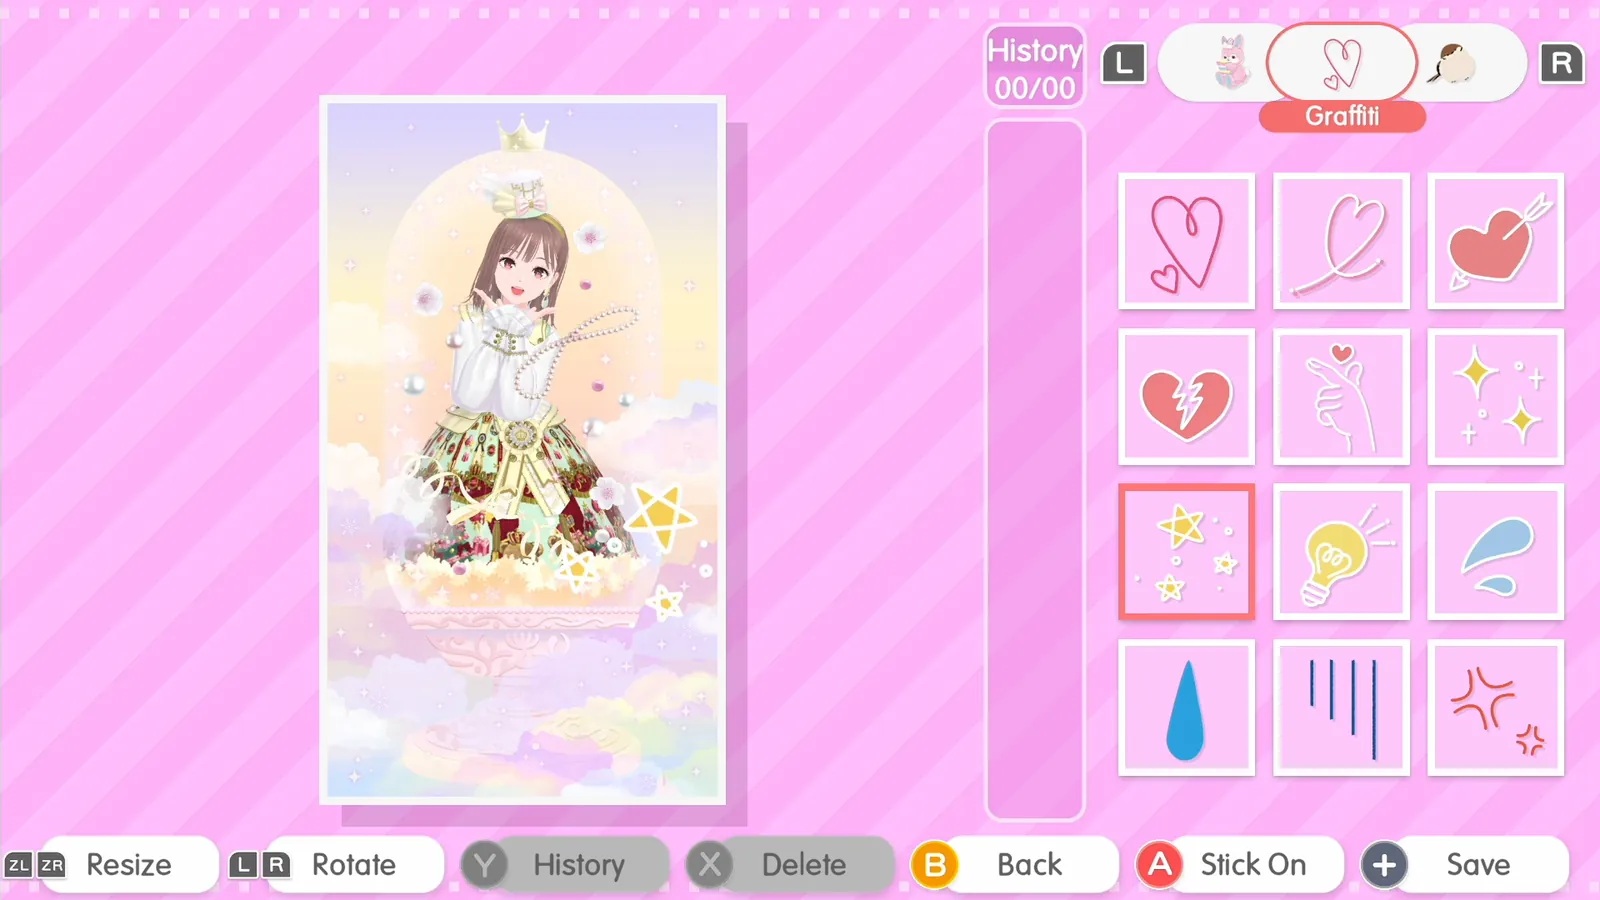 History
00/00
L
R
Graffiti
ZL ZR Resize
L R Rotate
Y History
X Delete
B Back
A Stick On
+ Save